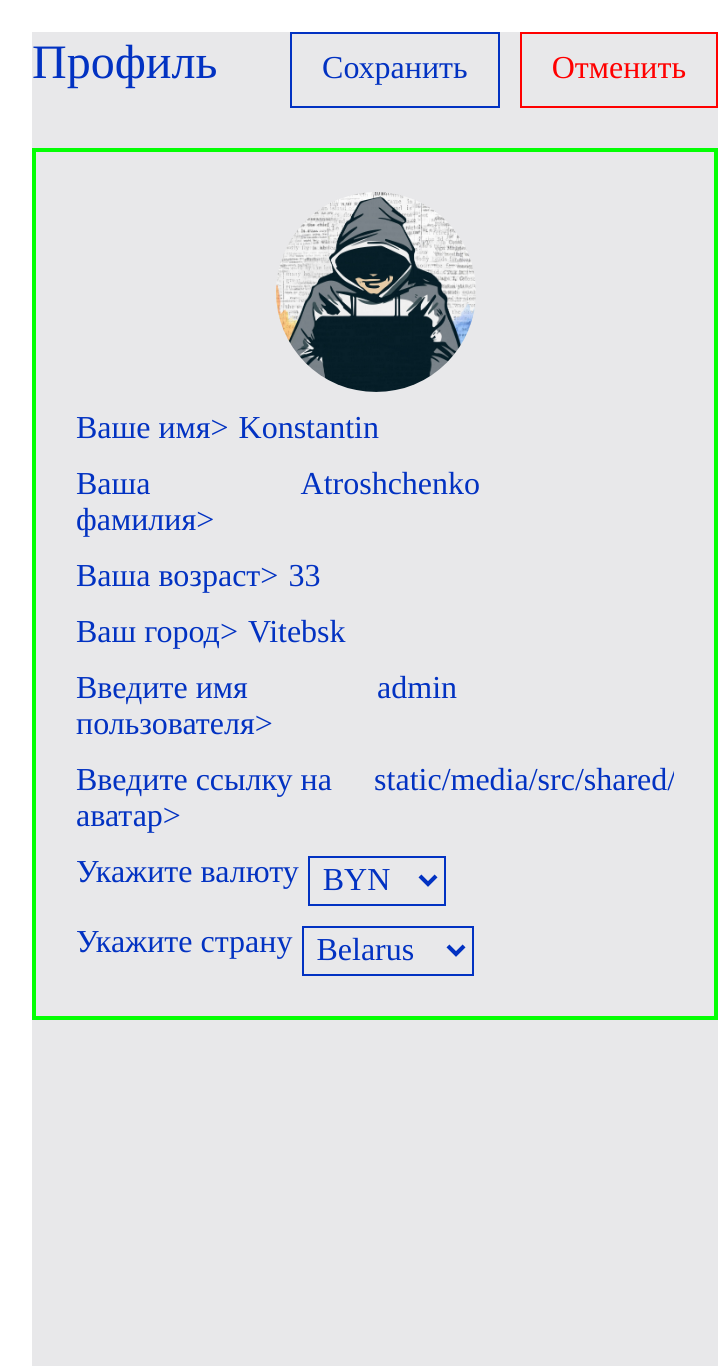 Профиль
Сохранить
Отменить
Ваше имя> Konstantin
Ваша Atroshchenko
фамилия>
Ваша возраст> 33
Ваш город> Vitebsk
Введите имя admin
пользователя>
Введите ссылку на static/media/src/shared/
аватар>
Укажите валюту BYN
Укажите страну Belarus